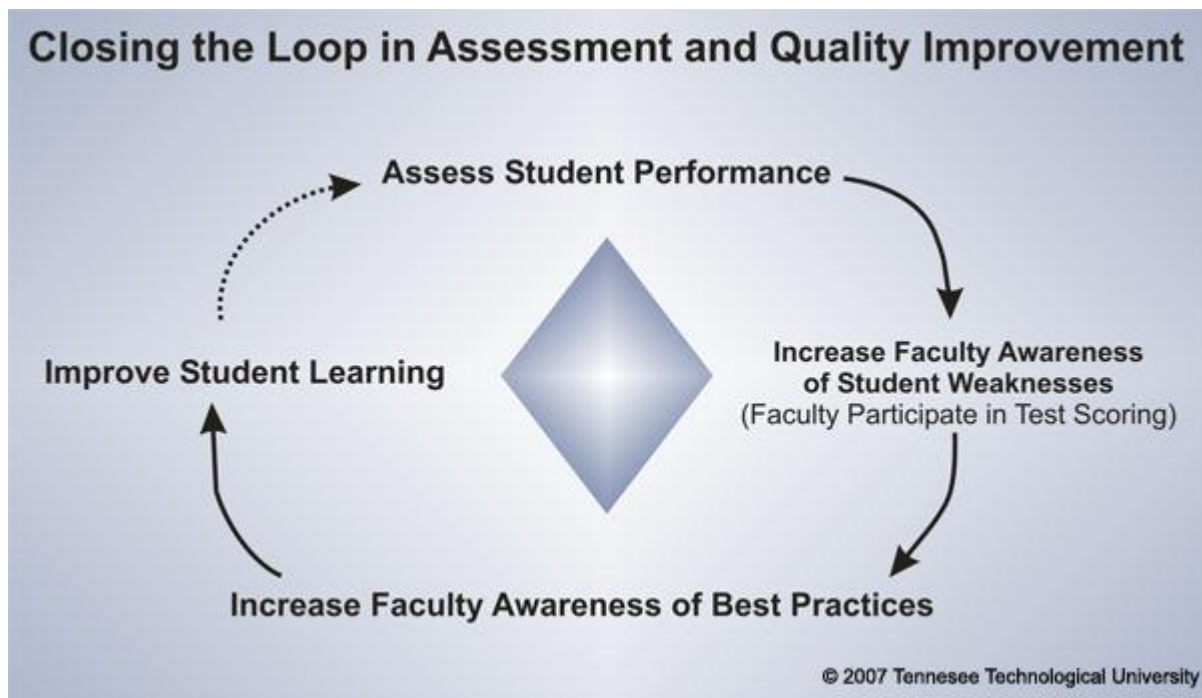 Closing the Loop in Assessment and Quality Improvement
Assess Student Performance
Improve Student Learning
Increase Faculty Awareness
of Student Weaknesses
(Faculty Participate in Test Scoring)
Increase Faculty Awareness of Best Practices
© 2007 Tennesee Technological University